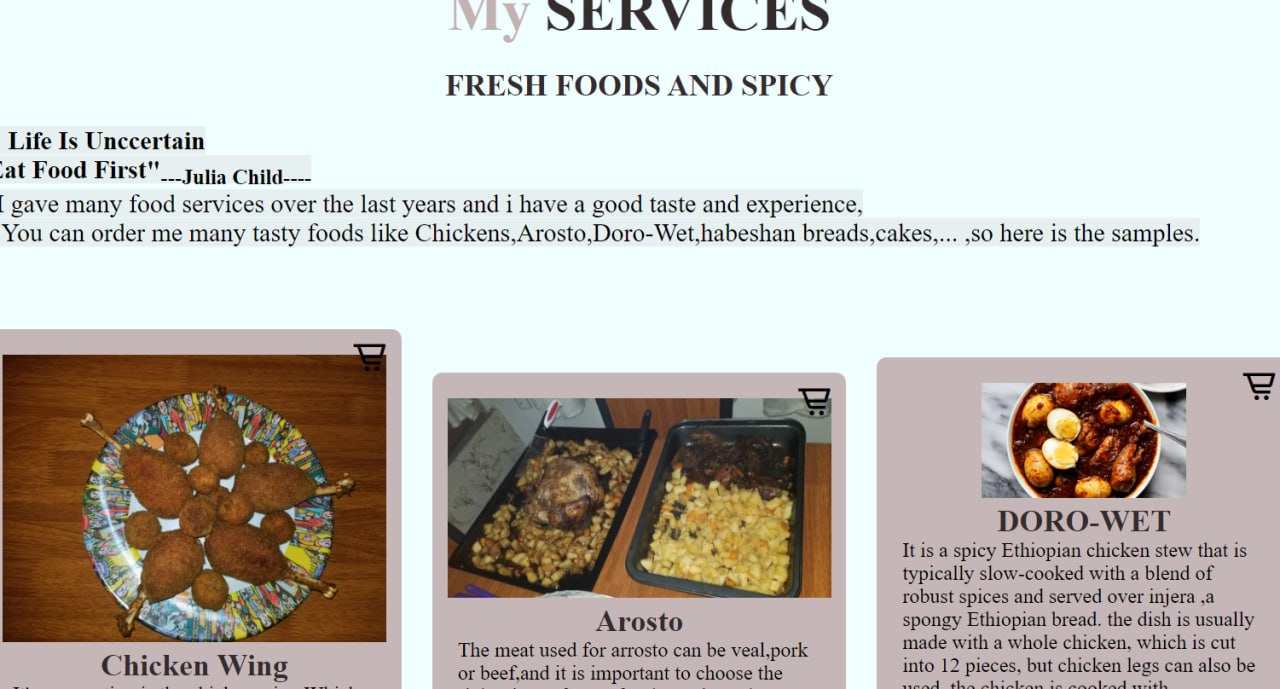 My SERVICES
FRESH FOODS AND SPICY
Life Is Unccertain
Eat Food First"---Julia Child----
I gave many food services over the last years and i have a good taste and experience,
You can order me many tasty foods like Chickens,Arosto,Doro-Wet,habeshan breads,cakes,... ,so here is the samples.
Chicken Wing
Arosto
The meat used for arrosto can be veal,pork
or beef,and it is important to choose the
DORO-WET
It is a spicy Ethiopian chicken stew that is
typically slow-cooked with a blend of
robust spices and served over injera ,a
spongy Ethiopian bread. the dish is usually
made with a whole chicken, which is cut
into 12 pieces, but chicken legs can also be
used. the chicken is cooked with